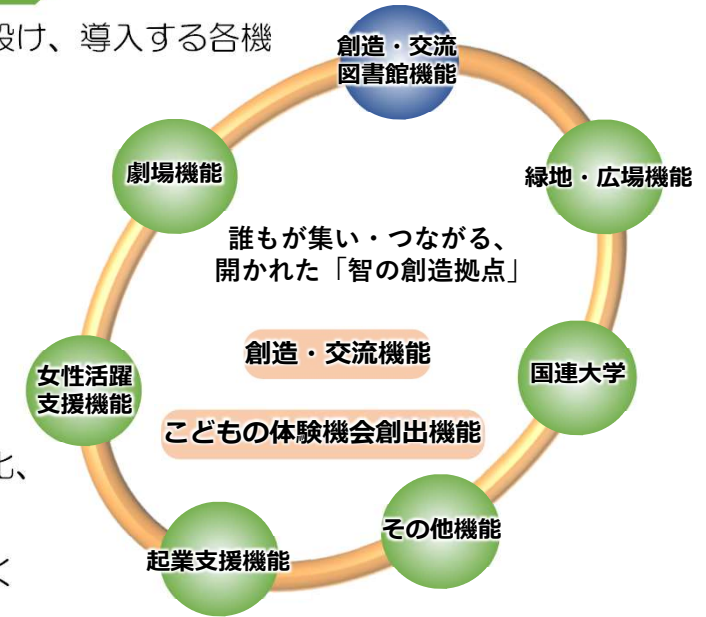 設け、導入する各機
創造・交流
図書館機能
劇場機能
緑地・広場機能
誰もが集い・つながる、
開かれた「智の創造拠点」
創造・交流機能
国連大学
女性活躍
支援機能
こどもの体験機会創出機能
化、
その他機能
起業支援機能
く